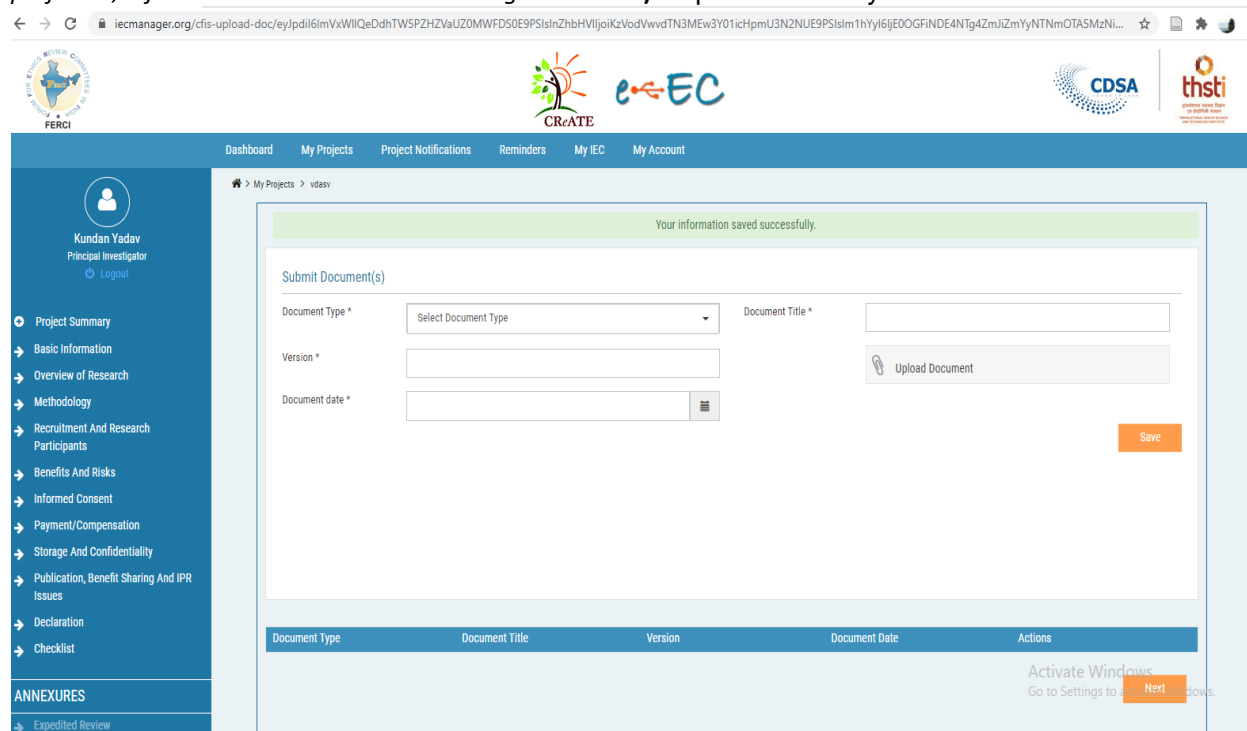 iecmanager.org/cfis-upload-doc/
FERCI
CReATE
eEC
CDSA
thsti
Dashboard My Projects Project Notifications Reminders My IEC My Account
My Projects > vdasv
Kundan Yadav
Principal Investigator
Logout
Your information saved successfully.
Submit Document(s)
Document Type * Select Document Type Document Title *
Version * Upload Document
Document date *
Save
Project Summary
Basic Information
Overview of Research
Methodology
Recruitment And Research
Participants
Benefits And Risks
Informed Consent
Payment/Compensation
Storage And Confidentiality
Publication, Benefit Sharing And IPR
Issues
Declaration
Checklist
ANNEXURES
Expedited Review
Document Type Document Title Version Document Date Actions
Activate Windows
Go to Settings to
Next